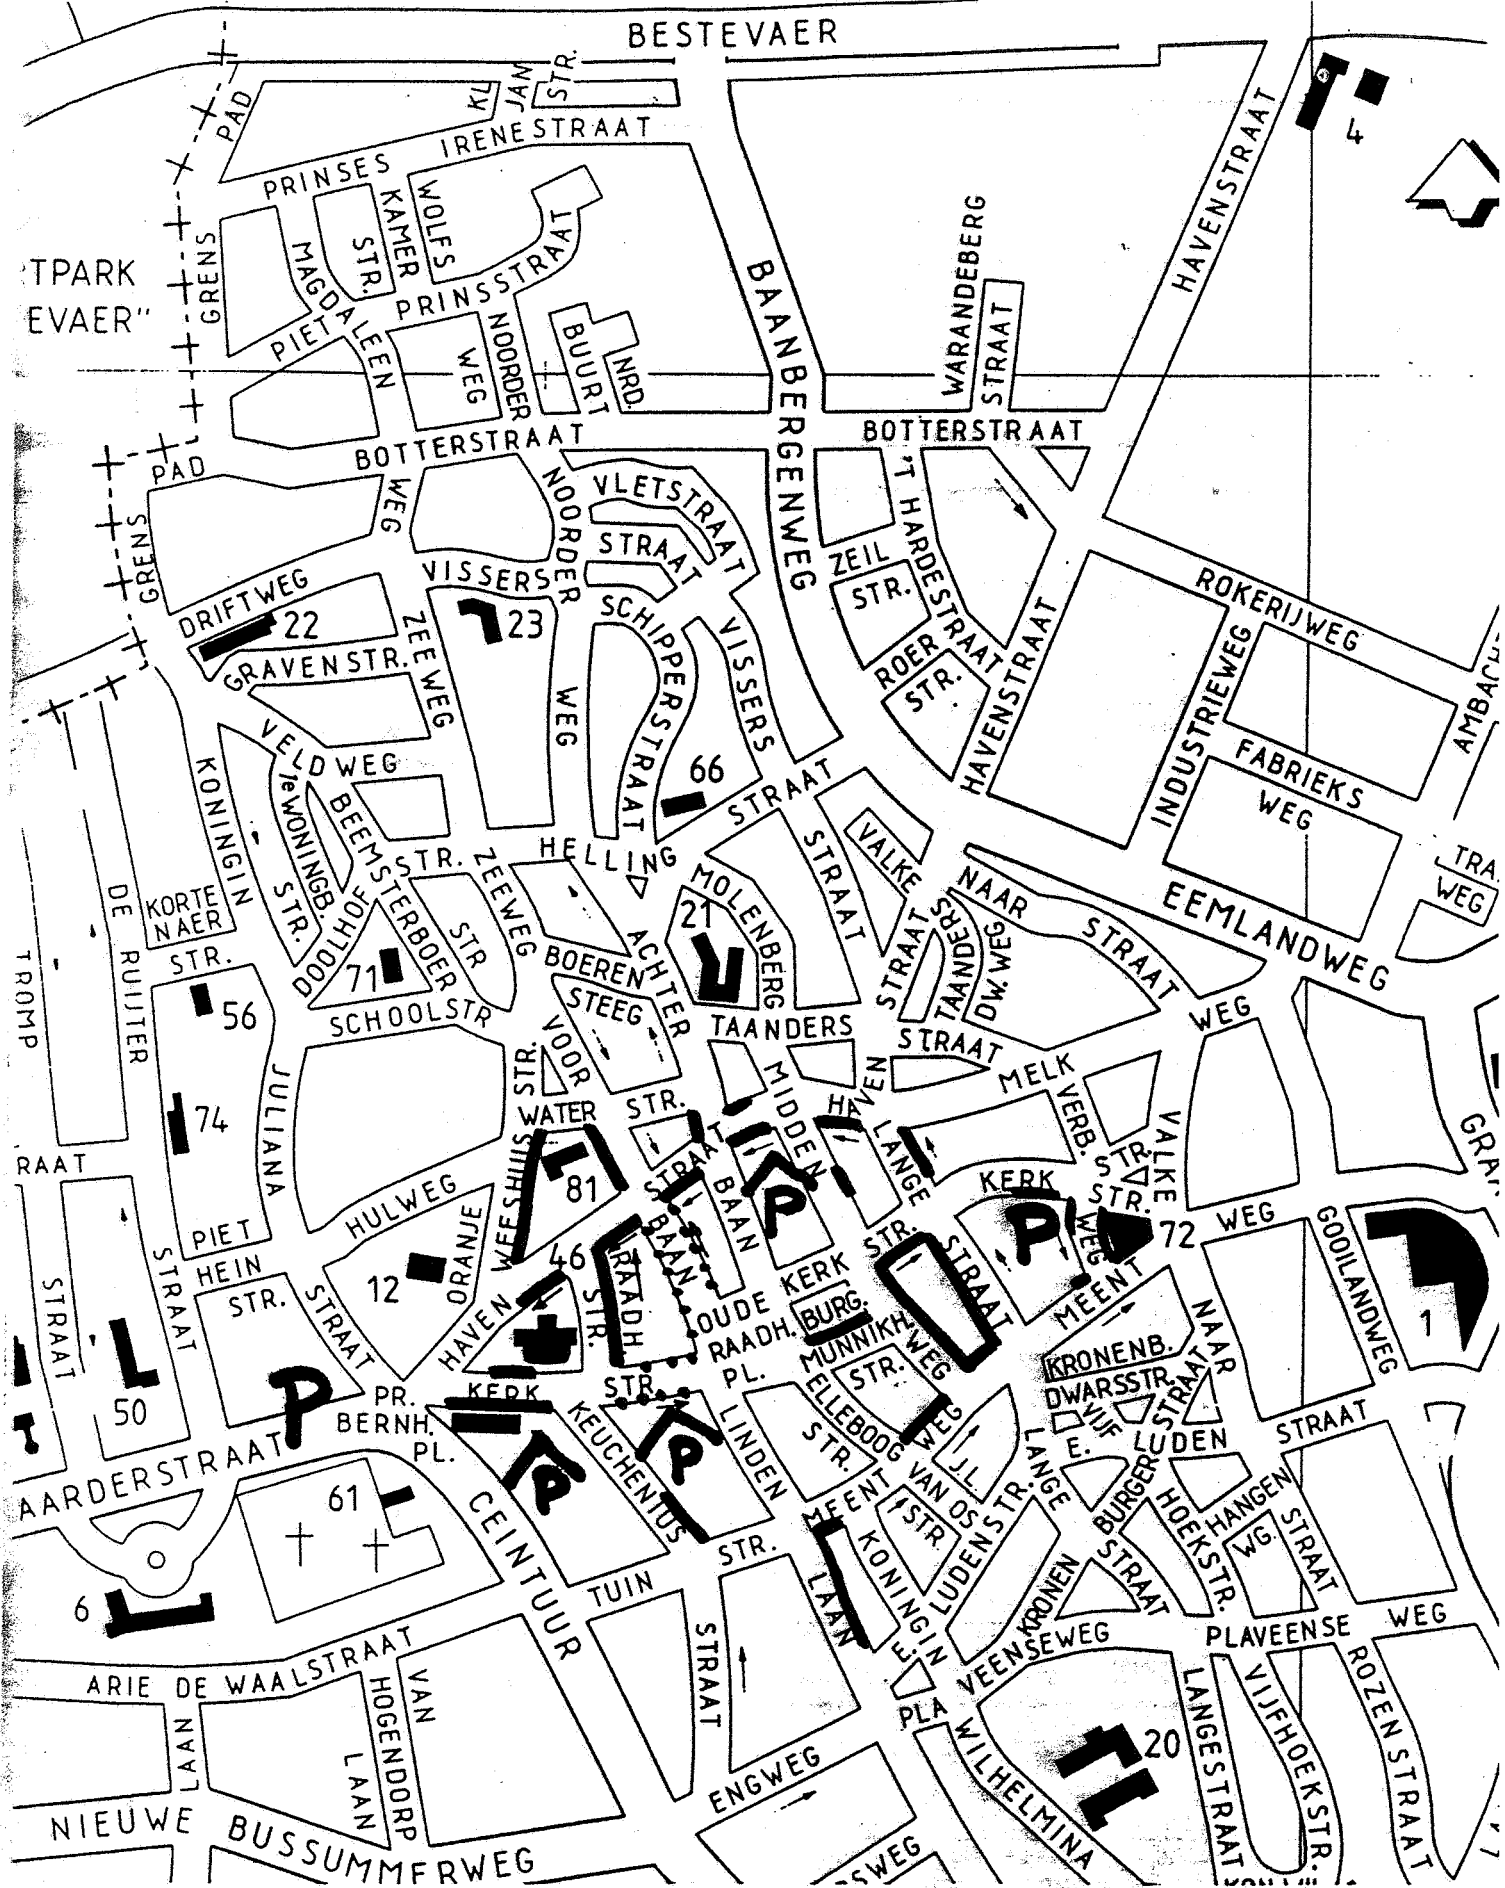 BESTEVAER
PAD
KL
JAN
STR.
PRINSES
IRENESTRAAT
HAVENSTRAAT
4
TPARK
EVAER"
GRENS
MAGDALEEN
STR.
KAMER
WOLFS
PIET
PRINSSTRAAT
WEG
NOORDER
BUURT
NRD.
BAANBERGENWEG
WARANDEBERG
STRAAT
BOTTERSTRAAT
BOTTERSTRAAT
PAD
GRENS
WEG
NOORDER
VLETSTRAAT
STRAAT
'T HARDESTRAAT
ZEIL
STR.
DRIFTWEG
22
VISSERS
23
SCHIPPERSTRAAT
VISSERS
ROER
STR.
HAVENSTRAAT
ROKERIJWEG
GRAVENSTR.
ZEEWEG
WEG
INDUSTRIEWEG
AMBACH
VELDWEG
FABRIEKS
WEG
KONINGIN
1e WONINGB.
STR.
BEEMSTERBOER
STR.
66
STRAAT
HELLING
STRAAT
VALKE
NAAR
STRAAT
EEMLANDWEG
TRA
WEG
DE RUIJTER
KORTE
NAER
STR.
DOOLHOF
71
STR
ZEEWEG
BOEREN
STEEG
ACHTER
21
MOLENBERG
STRAAT
TAANDERS
DW.WEG
TROMP
56
SCHOOLSTR
VOOR
TAANDERS
STRAAT
WEG
JULIANA
74
STR.
WATER
STR.
MIDDEN
HAVEN
MELK
VERB.
STR.
VALKE
RAAT
HULWEG
WEESHUIS
81
STRAAT
BAAN
P
LANGE
KERK
STR.
WEG
GRA
PIET
HEIN
STR.
STRAAT
STRAAT
12
ORANJE
46
RAADH.
STR.
BAAN
KERK
STR.
STRAAT
P
WEG
72
MEENT
GOOILANDWEG
1
STRAAT
HAVEN
OUDE
RAADH.
PL.
BURG.
MUNNIKH.
STR.
WEG
KRONENB.
DWARSSTR.
NAAR
STRAAT
50
P
PR.
BERNH.
PL.
KERK
STR.
KEUCHENIUS
P
P
LINDEN
ELLEBOOG
STR.
WEG
VIJF
E.
LUDEN
STRAAT
AARDERSTRAAT
61
CEINTUUR
STR.
MEENT
VAN OS
STR
J.L.
LUDENSTR.
LANGE
BURGER
STRAAT
HOEKSTR.
HANGEN
WG.
STRAAT
6
TUIN
STRAAT
LAAN
KONINGIN
E.
KRONEN
VEENSEWEG
PLAVEENSE
WEG
ARIE DE WAALSTRAAT
LAAN
VAN
HOGENDORP
LAAN
PLA
WILHELMINA
20
LANGESTRAAT
VIJFHOEKSTR.
ROZENSTRAAT
ENGWEG
NIEUWE
BUSSUMMERWEG
SWEG